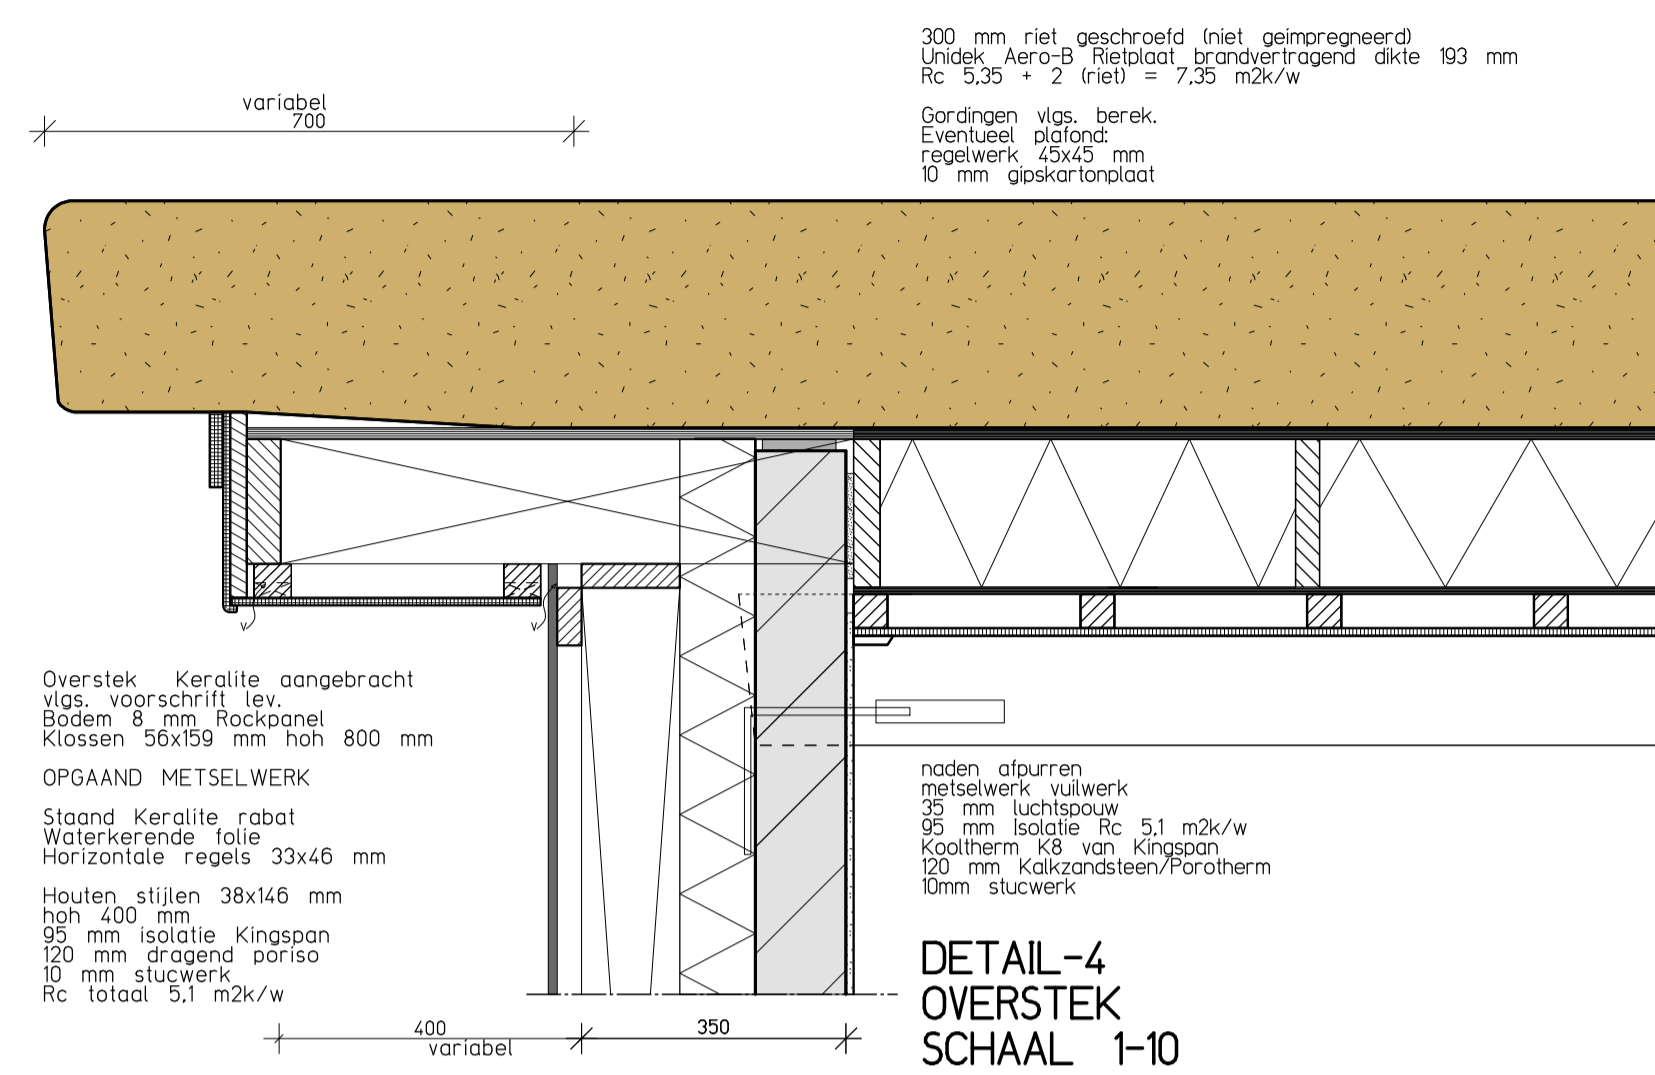 300 mm riet geschroefd (niet geimpregneerd)
Unidek Aero-B Rietplaat brandvertragend dikte 193 mm
Rc 5,35 + 2 (riet) = 7,35 m2k/w
Gordingen vlgs. berek.
Eventueel plafond:
regelwerk 45x45 mm
10 mm gipskartonplaat
variabel
700
Overstek Keralite aangebracht
vlgs. voorschrift lev.
Bodem 8 mm Rockpanel
Klossen 56x159 mm hoh 800 mm
OPGAAND METSELWERK
Staand Keralite rabat
Waterkerende folie
Horizontale regels 33x46 mm
Houten stijlen 38x146 mm
hoh 400 mm
95 mm isolatie Kingspan
120 mm dragend poriso
10 mm stucwerk
Rc totaal 5,1 m2k/w
naden afpurren
metselwerk vuilwerk
35 mm luchtspouw
95 mm Isolatie Rc 5,1 m2k/w
Kooltherm K8 van Kingspan
120 mm Kalkzandsteen/Porotherm
10mm stucwerk
DETAIL-4
OVERSTEK
SCHAAL 1-10
400
variabel
350
v
v